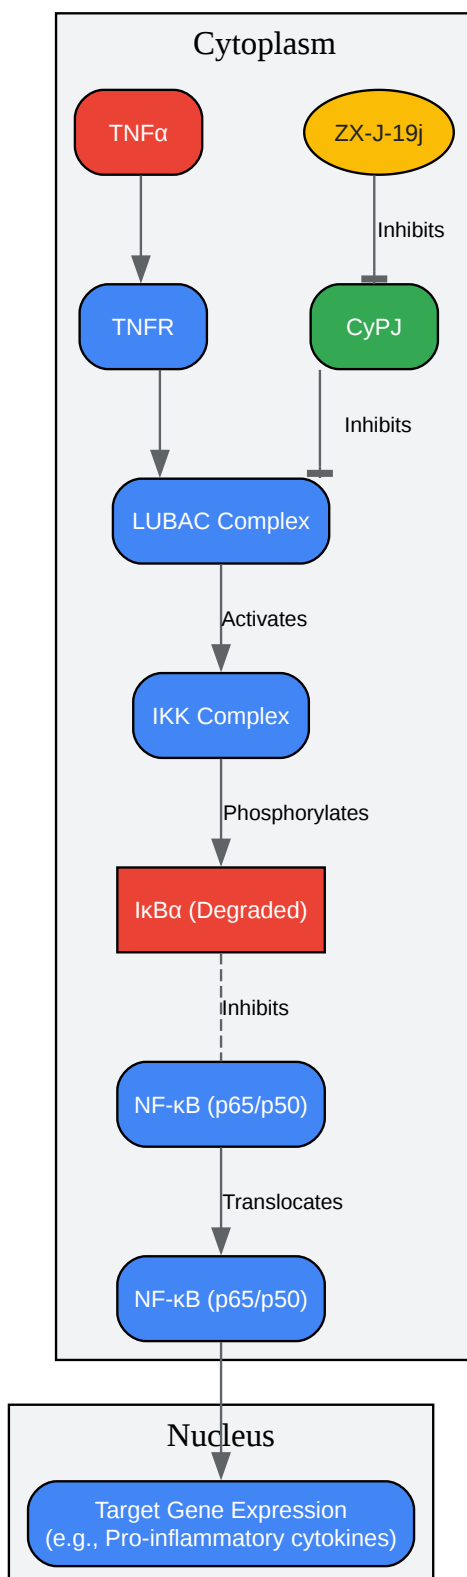 Cytoplasm
TNFα
ZX-J-19j
Inhibits
TNFR
CyPJ
Inhibits
LUBAC Complex
Activates
IKK Complex
Phosphorylates
IκBα (Degraded)
Inhibits
NF-κB (p65/p50)
Translocates
NF-κB (p65/p50)
Nucleus
Target Gene Expression
(e.g., Pro-inflammatory cytokines)